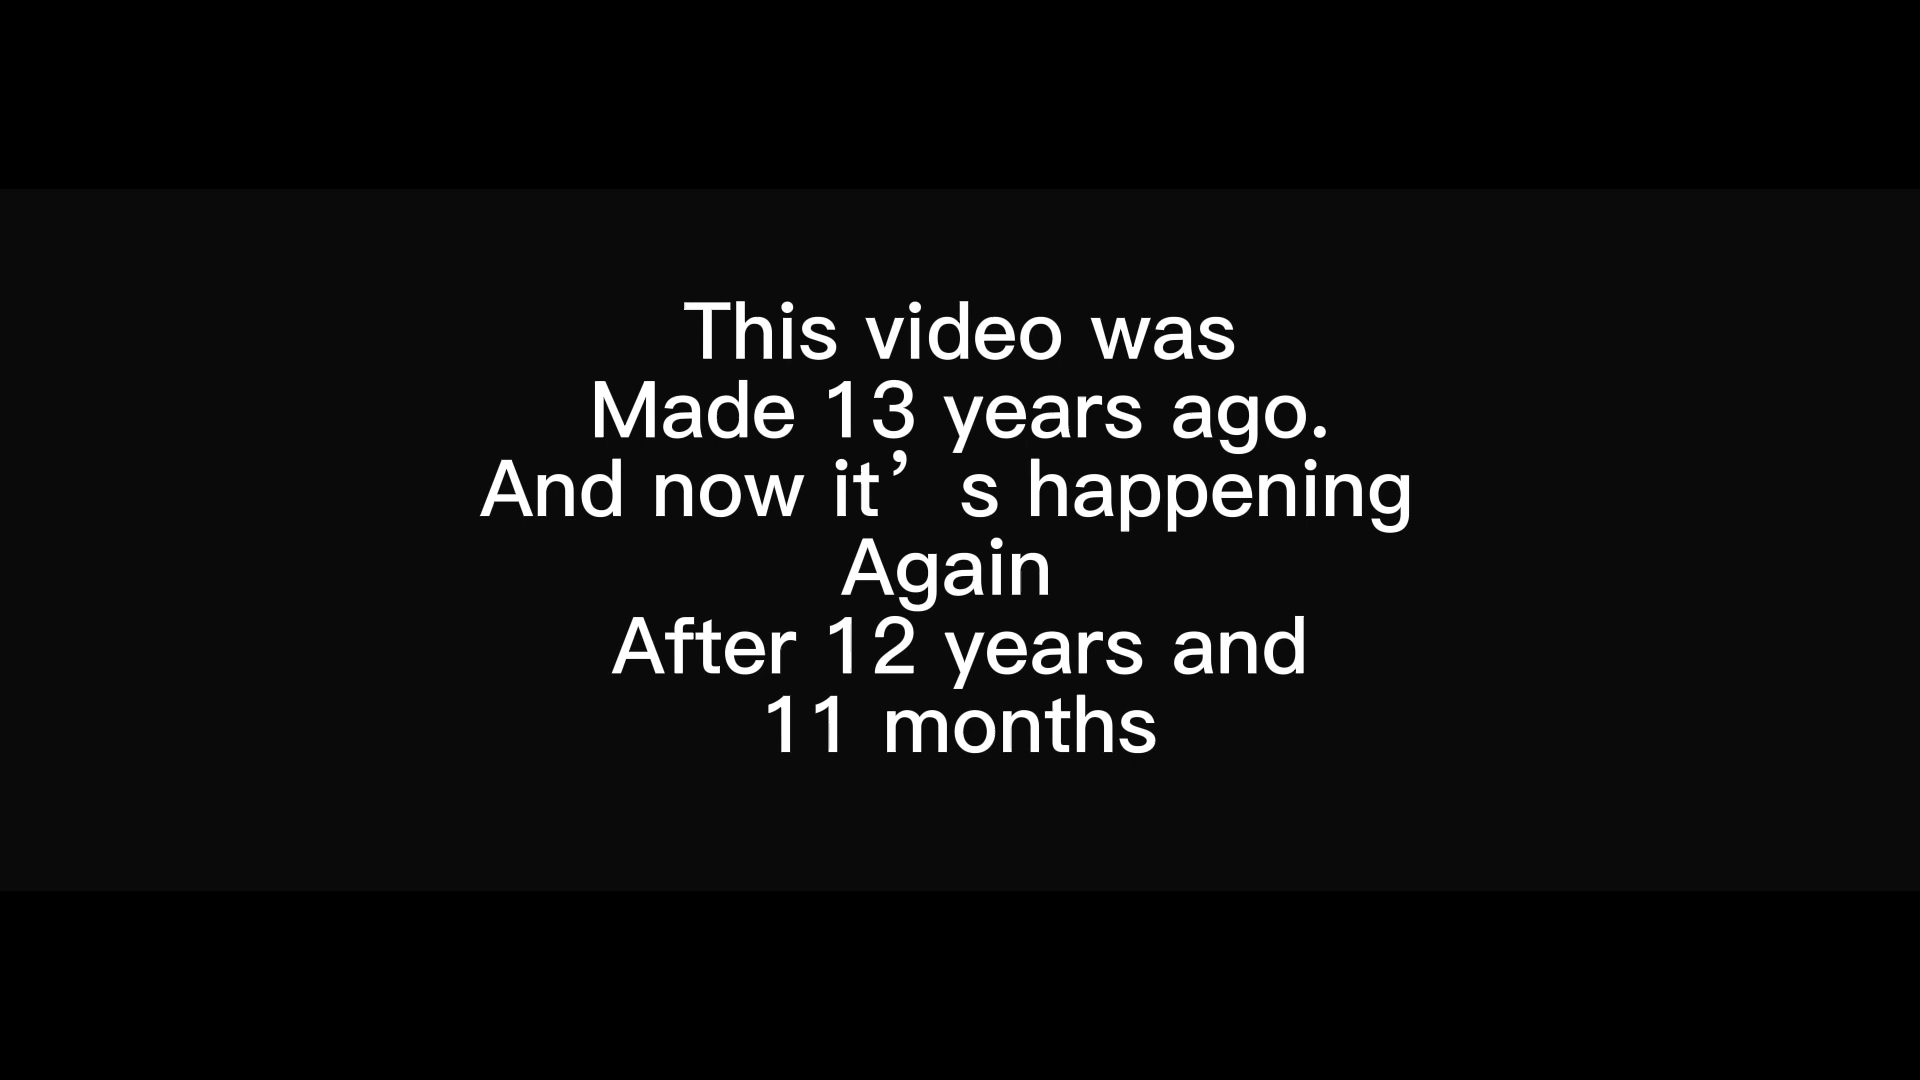 This video was
Made 13 years ago.
And now it’s happening
Again
After 12 years and
11 months